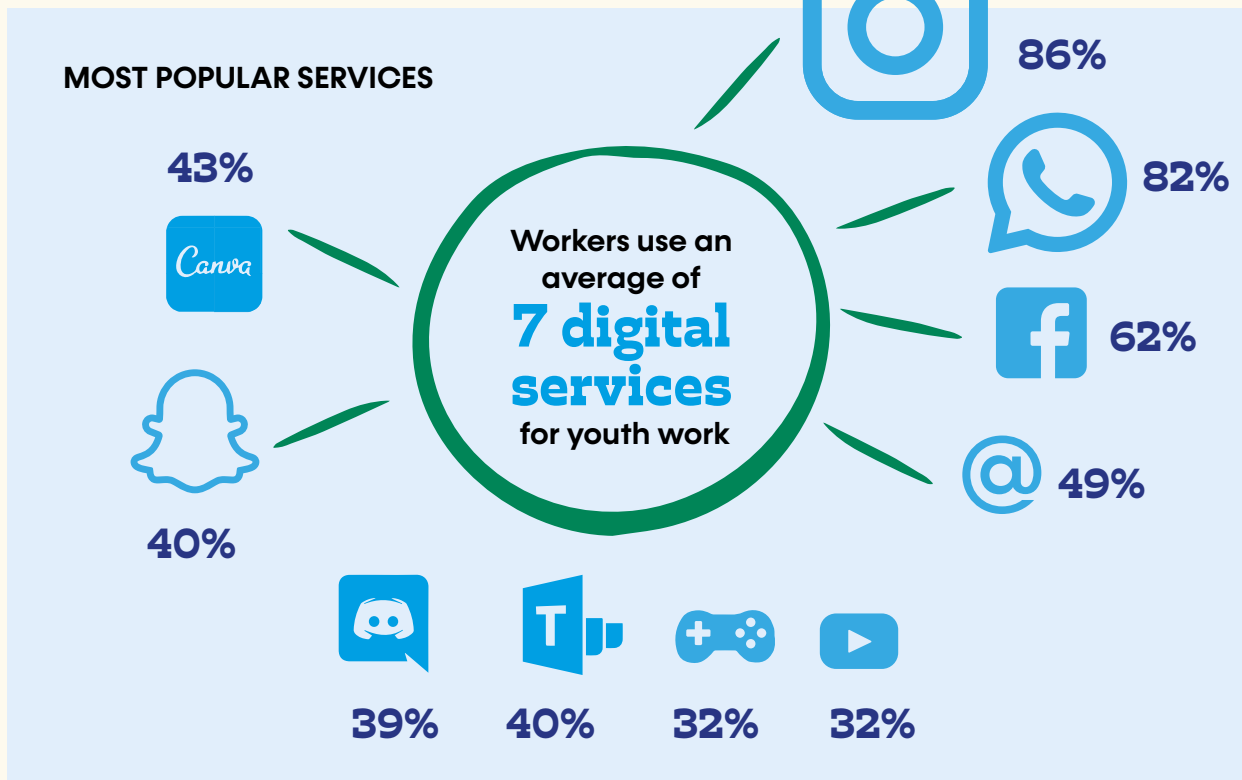 MOST POPULAR SERVICES
86%
82%
62%
@ 49%
43%
Canva
40%
Workers use an
average of
7 digital
services
for youth work
T
39%
40%
32%
32%